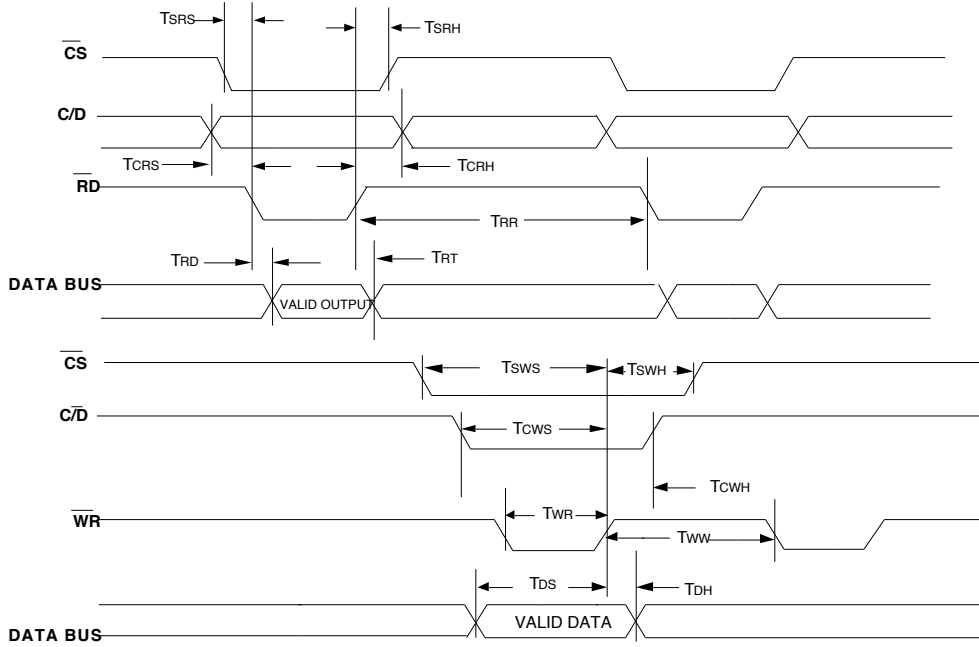 TSRS
TSRH
CS
C/D
TCRS
TCRH
RD
TRR
TRD
TRT
DATA BUS
VALID OUTPUT
CS
TSWS
TSWH
C/D
TCWS
TCWH
WR
TWR
TWW
TDS
TDH
VALID DATA
DATA BUS